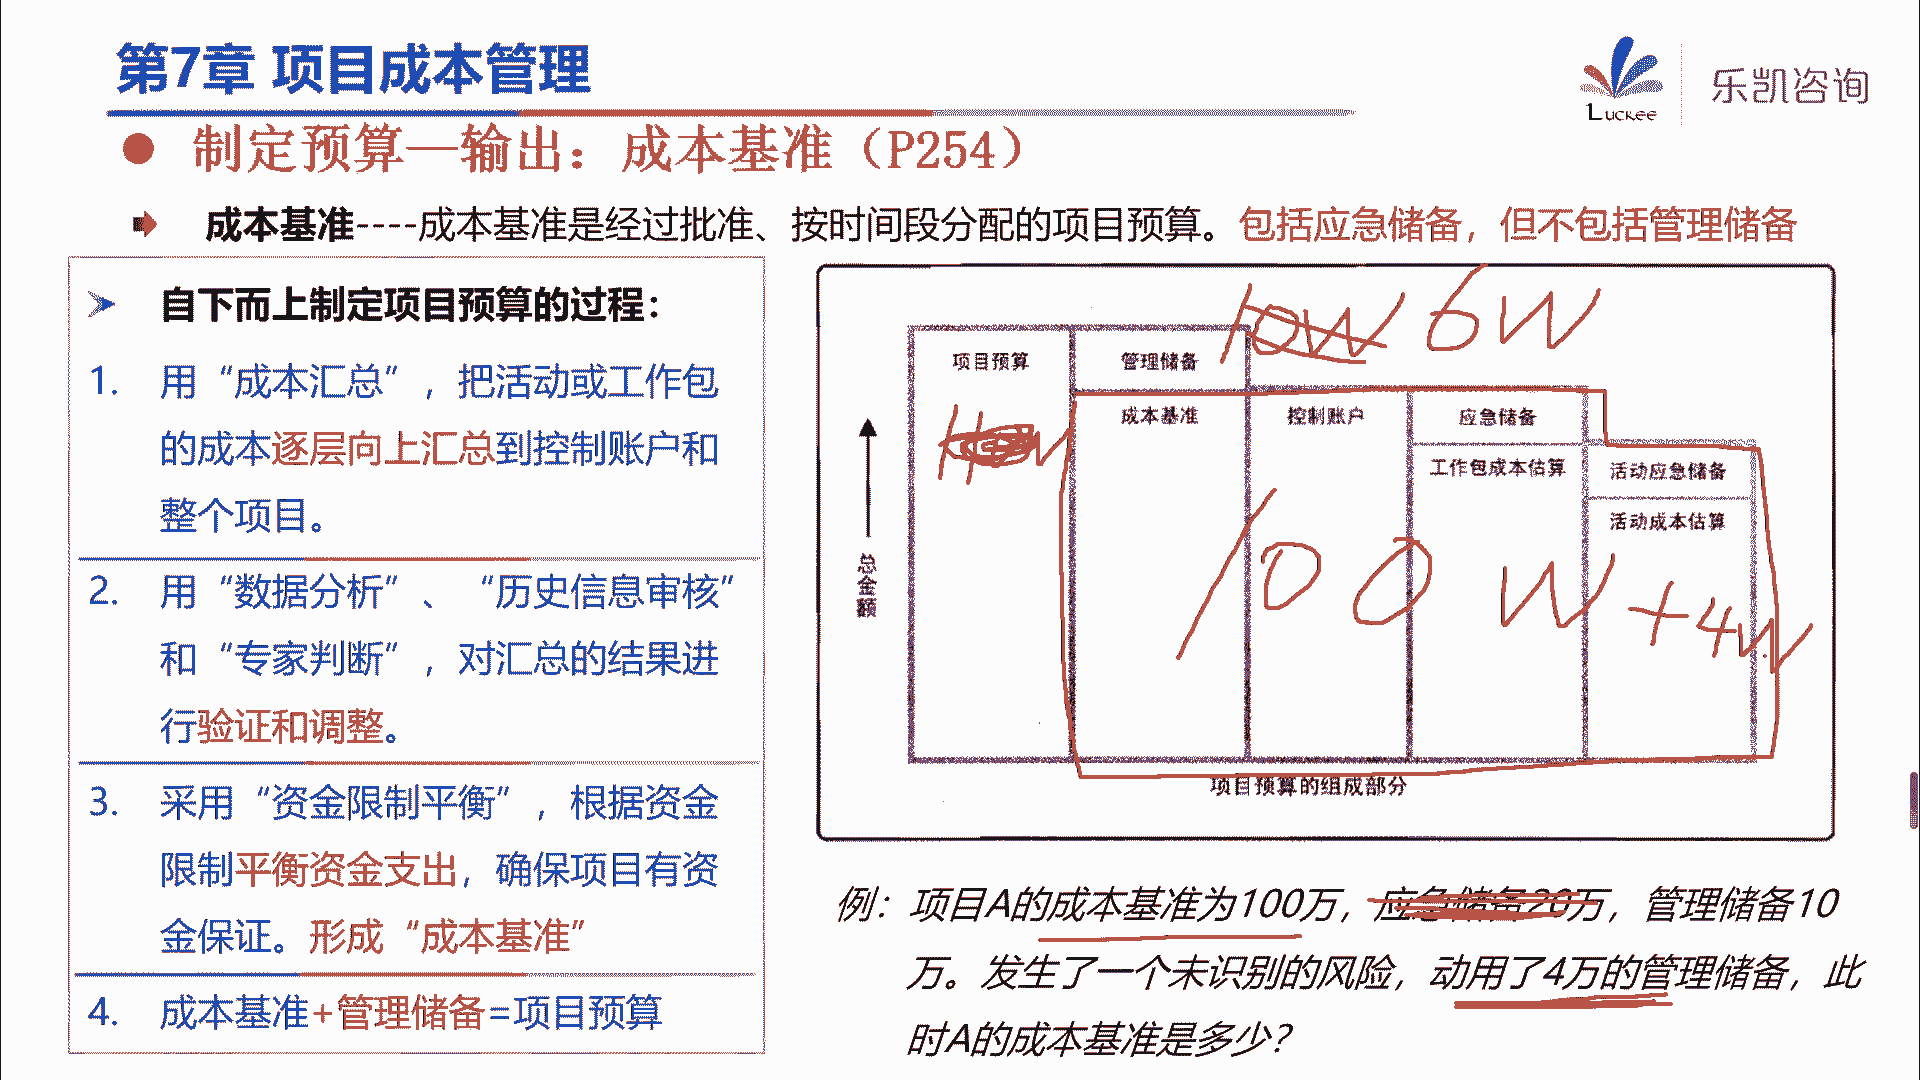 第7章 项目成本管理
Luckee
乐凯咨询
制定预算—输出：成本基准（P254）
成本基准----成本基准是经过批准、按时间段分配的项目预算。包括应急储备，但不包括管理储备
自下而上制定项目预算的过程：
1. 用“成本汇总”，把活动或工作包
的成本逐层向上汇总到控制账户和
整个项目。
2. 用“数据分析”、“历史信息审核”
和“专家判断”，对汇总的结果进
行验证和调整。
3. 采用“资金限制平衡”，根据资金
限制平衡资金支出，确保项目有资
金保证。形成“成本基准”
4. 成本基准+管理储备=项目预算
10W 6W
项目预算 管理储备
成本基准 控制账户 应急储备
工作包成本估算 活动应急储备
活动成本估算
总金额
100W+4W
项目预算的组成部分
例：项目A的成本基准为100万，应急储备20万，管理储备10
万。发生了一个未识别的风险，动用了4万的管理储备，此
时A的成本基准是多少？